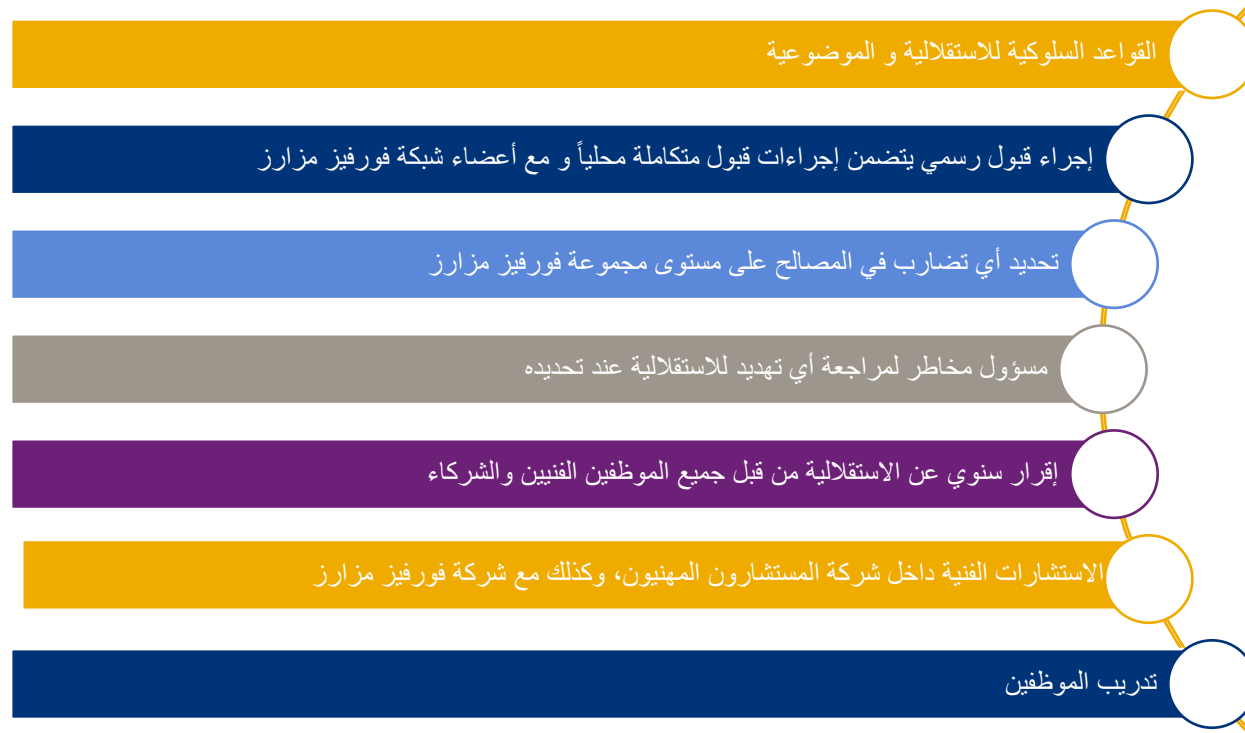 القواعد السلوكية للاستقلالية و الموضوعية
إجراء قبول رسمي يتضمن إجراءات قبول متكاملة محلياً و مع أعضاء شبكة فورفيز مزارز
تحديد أي تضارب في المصالح على مستوى مجموعة فورفيز مزارز
مسؤول مخاطر لمراجعة أي تهديد للاستقلالية عند تحديده
إقرار سنوي عن الاستقلالية من قبل جميع الموظفين الفنيين والشركاء
الاستشارات الفنية داخل شركة المستشارون المهنيون، وكذلك مع شركة فورفيز مزارز
تدريب الموظفين